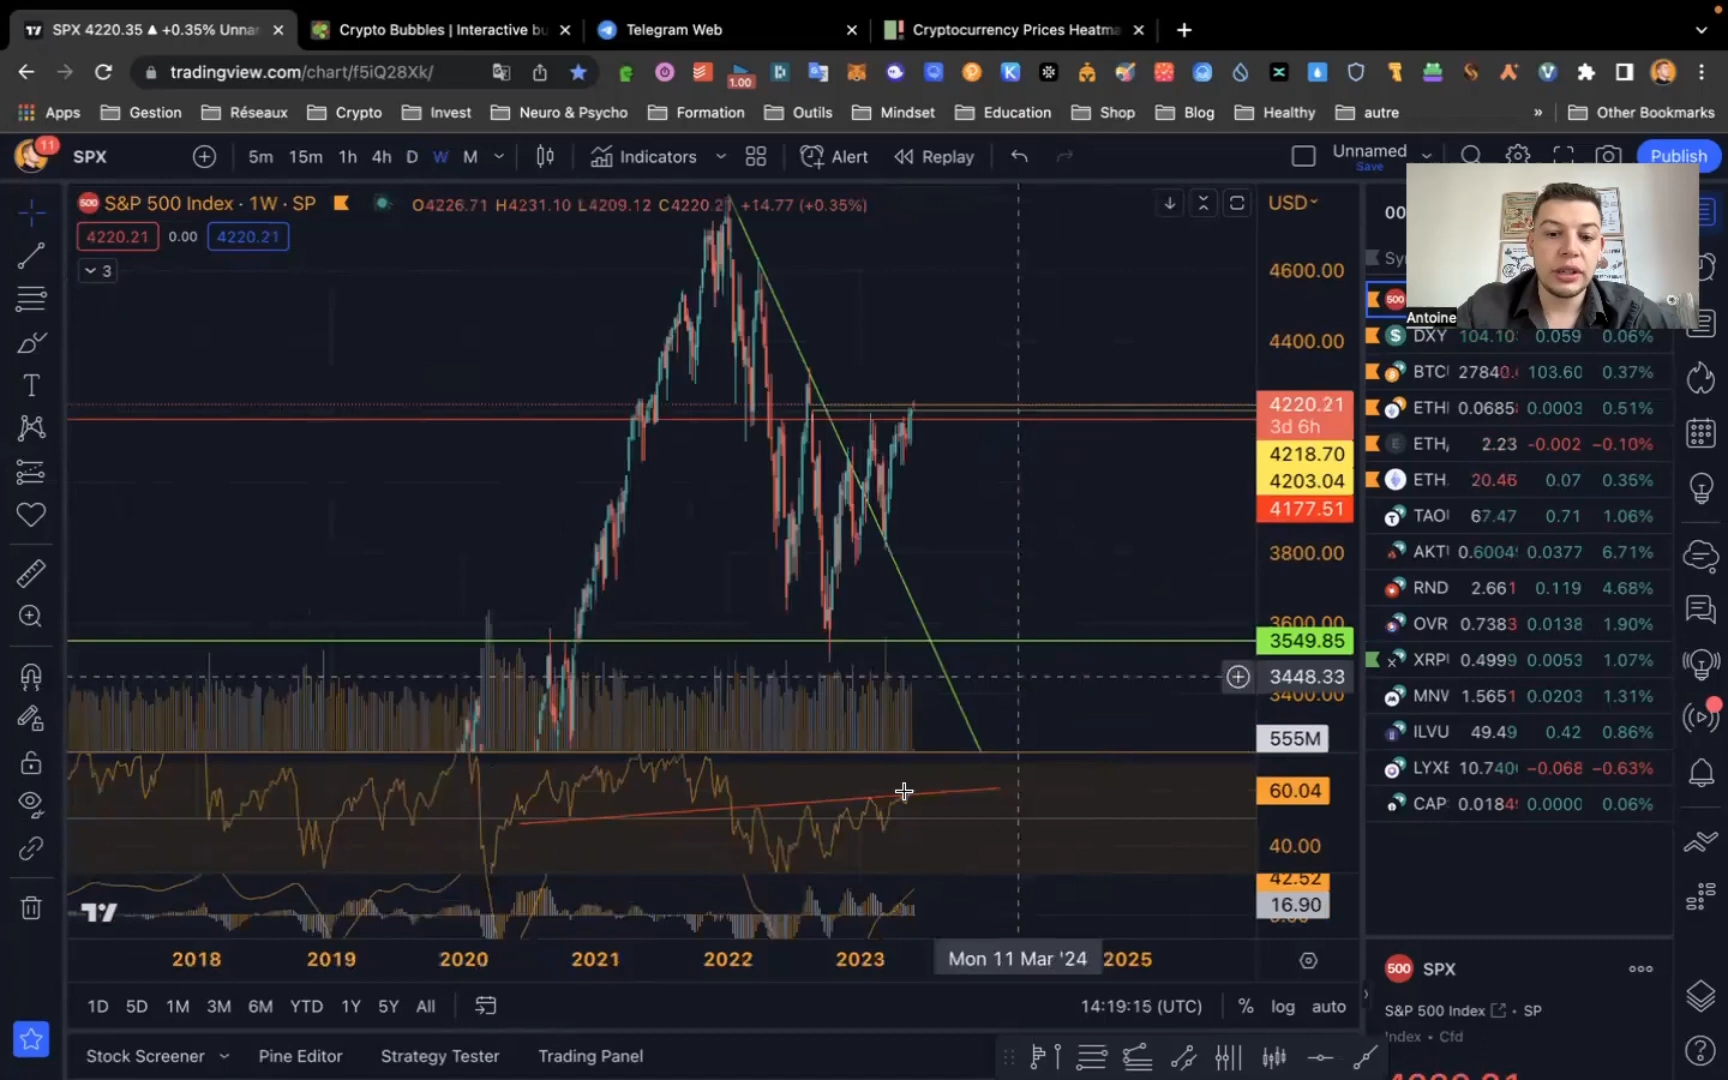 SPX 4220.35 ▲ +0.35% Unna
Crypto Bubbles | Interactive bu
Telegram Web
Cryptocurrency Prices Heatma
tradingview.com/chart/f5iQ28Xk/
1.00
Apps
Gestion
Réseaux
Crypto
Invest
Neuro & Psycho
Formation
Outils
Mindset
Education
Shop
Blog
Healthy
autre
»
Other Bookmarks
11
SPX
5m 15m 1h 4h D W M
Indicators
Alert
Replay
Unnamed
Save
Publish
500 S&P 500 Index · 1W · SP
O4226.71 H4231.10 L4209.12 C4220.21 +14.77 (+0.35%)
4220.21 0.00 4220.21
3
USD
4600.00
4400.00
4220.21
3d 6h
4218.70
4203.04
4177.51
3800.00
3600.00
3549.85
3448.33
3400.00
555M
60.04
40.00
42.52
16.90
2018 2019 2020 2021 2022 2023 Mon 11 Mar '24 2025
1D 5D 1M 3M 6M YTD 1Y 5Y All
14:19:15 (UTC)
% log auto
Stock Screener
Pine Editor
Strategy Tester
Trading Panel
Antoine
500
DXY 104.10 0.059 0.06%
BTC 27840. 103.60 0.37%
ETH 0.0685 0.0003 0.51%
ETH, 2.23 -0.002 -0.10%
ETH. 20.46 0.07 0.35%
TAO 67.47 0.71 1.06%
AKT 0.6004 0.0377 6.71%
RND 2.661 0.119 4.68%
OVR 0.7383 0.0138 1.90%
XRP 0.4999 0.0053 1.07%
MNV 1.5651 0.0203 1.31%
ILVU 49.49 0.42 0.86%
LYXE 10.740 -0.068 -0.63%
CAP 0.0184 0.0000 0.06%
500 SPX
S&P 500 Index · SP
Index · Cfd